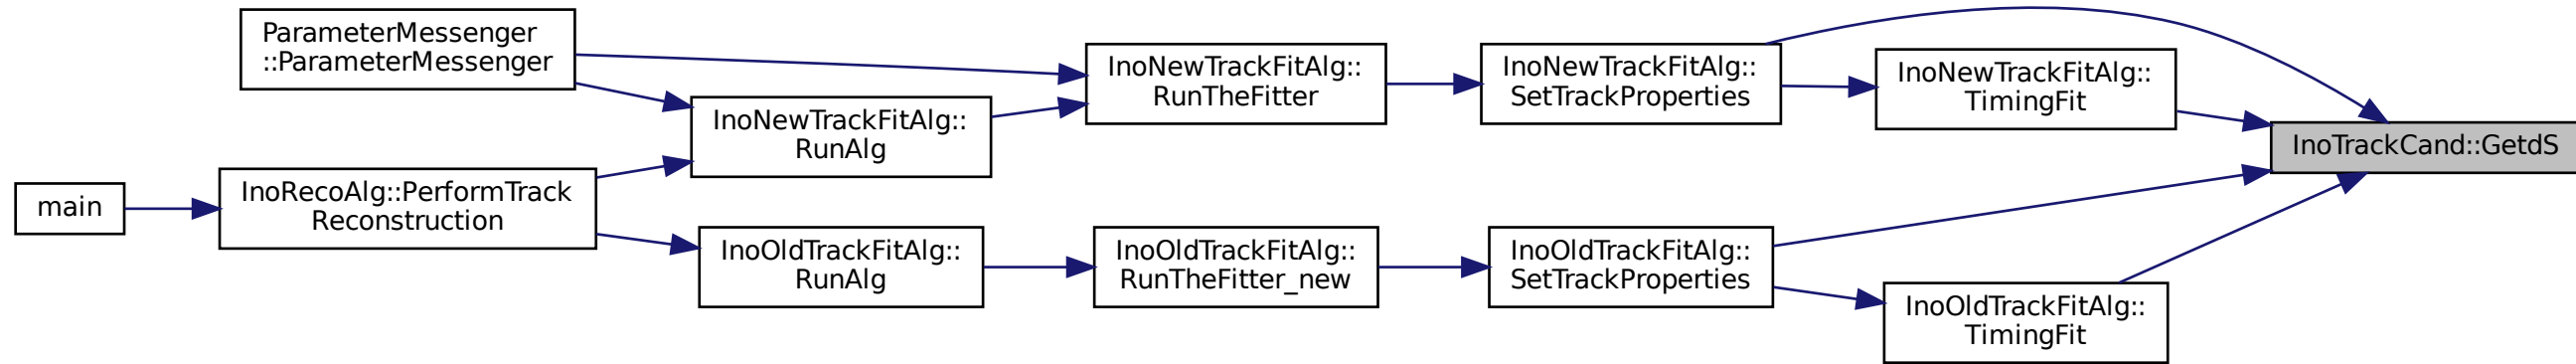 ParameterMessenger
::ParameterMessenger
InoNewTrackFitAlg::
RunTheFitter
InoNewTrackFitAlg::
SetTrackProperties
InoNewTrackFitAlg::
TimingFit
InoNewTrackFitAlg::
RunAlg
InoTrackCand::GetdS
main
InoRecoAlg::PerformTrack
Reconstruction
InoOldTrackFitAlg::
RunAlg
InoOldTrackFitAlg::
RunTheFitter_new
InoOldTrackFitAlg::
SetTrackProperties
InoOldTrackFitAlg::
TimingFit